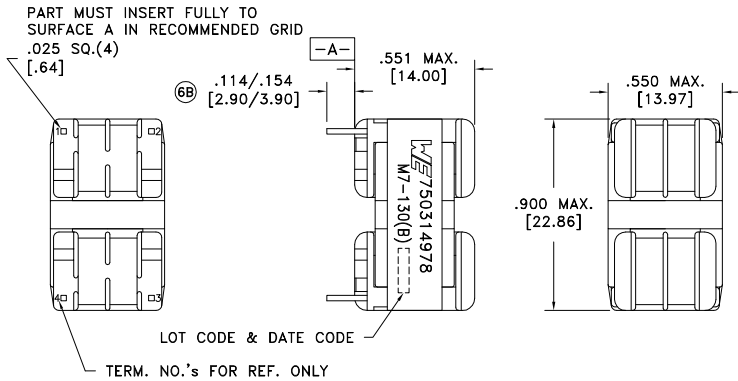 PART MUST INSERT FULLY TO
SURFACE A IN RECOMMENDED GRID
.025 SQ.(4)
[.64]
-A-
.551 MAX.
[14.00]
6B
.114/.154
[2.90/3.90]
.550 MAX.
[13.97]
1
2
WE 750314978
M7-130(B)
.900 MAX.
[22.86]
4
3
LOT CODE & DATE CODE
TERM. NO.'s FOR REF. ONLY